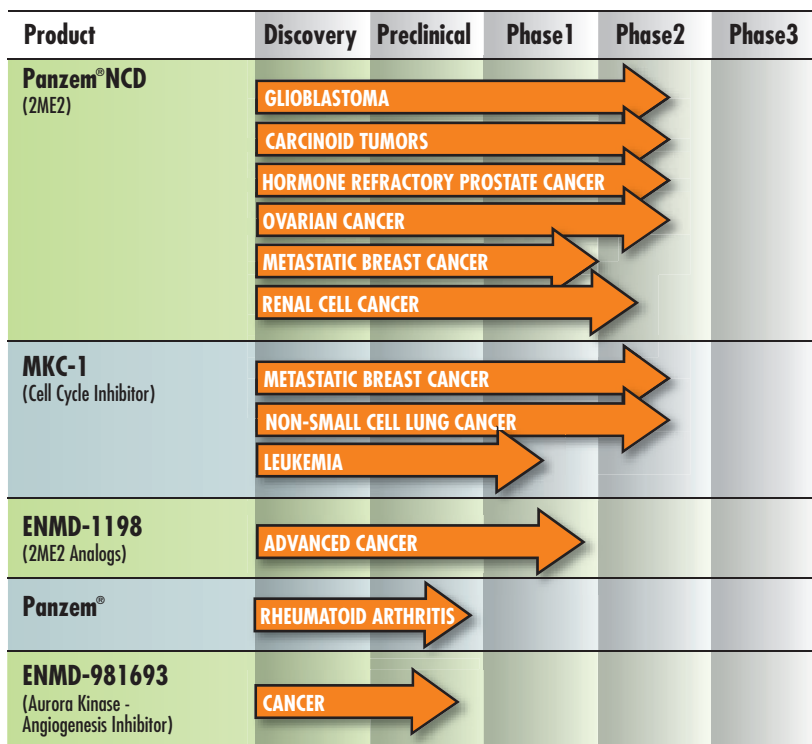 Product Discovery Preclinical Phase1 Phase2 Phase3
Panzem®NCD
(2ME2)
GLIOBLASTOMA
CARCINOID TUMORS
HORMONE REFRACTORY PROSTATE CANCER
OVARIAN CANCER
METASTATIC BREAST CANCER
RENAL CELL CANCER
MKC-1
(Cell Cycle Inhibitor)
METASTATIC BREAST CANCER
NON-SMALL CELL LUNG CANCER
LEUKEMIA
ENMD-1198
(2ME2 Analogs)
ADVANCED CANCER
Panzem®
RHEUMATOID ARTHRITIS
ENMD-981693
(Aurora Kinase -
Angiogenesis Inhibitor)
CANCER